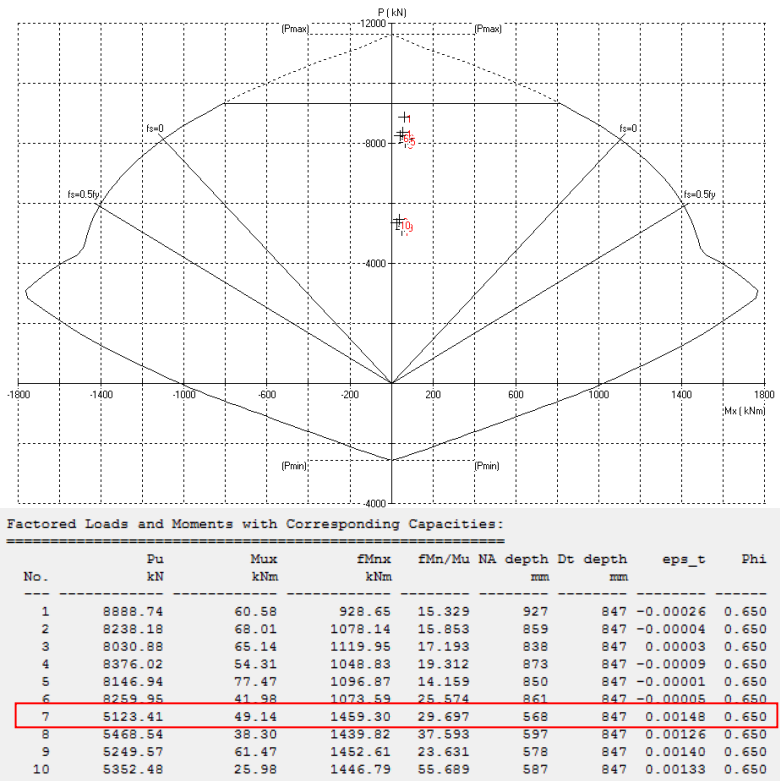 P ( kN)
12000
(Pmax)
(Pmax)
1
8000
fs=0
fs=0
fs=0.5fy
fs=0.5fy
10
4000
-1800
-1400
-1000
-600
-200
200
600
1000
1400
1800
Mx ( kNm)
(Pmin)
(Pmin)
-4000
Factored Loads and Moments with Corresponding Capacities:
=========================================================
Pu Mux fMnx fMn/Mu NA depth Dt depth eps_t Phi
No. kN kNm kNm mm mm
1 8888.74 60.58 928.65 15.329 927 847 -0.00026 0.650
2 8238.18 68.01 1078.14 15.853 859 847 -0.00004 0.650
3 8030.88 65.14 1119.95 17.193 838 847 0.00003 0.650
4 8376.02 54.31 1048.83 19.312 873 847 -0.00009 0.650
5 8146.94 77.47 1096.87 14.159 850 847 -0.00001 0.650
6 8259.95 41.98 1073.59 25.574 861 847 -0.00005 0.650
7 5123.41 49.14 1459.30 29.697 568 847 0.00148 0.650
8 5468.54 38.30 1439.82 37.593 597 847 0.00126 0.650
9 5249.57 61.47 1452.61 23.631 578 847 0.00140 0.650
10 5352.48 25.98 1446.79 55.689 587 847 0.00133 0.650